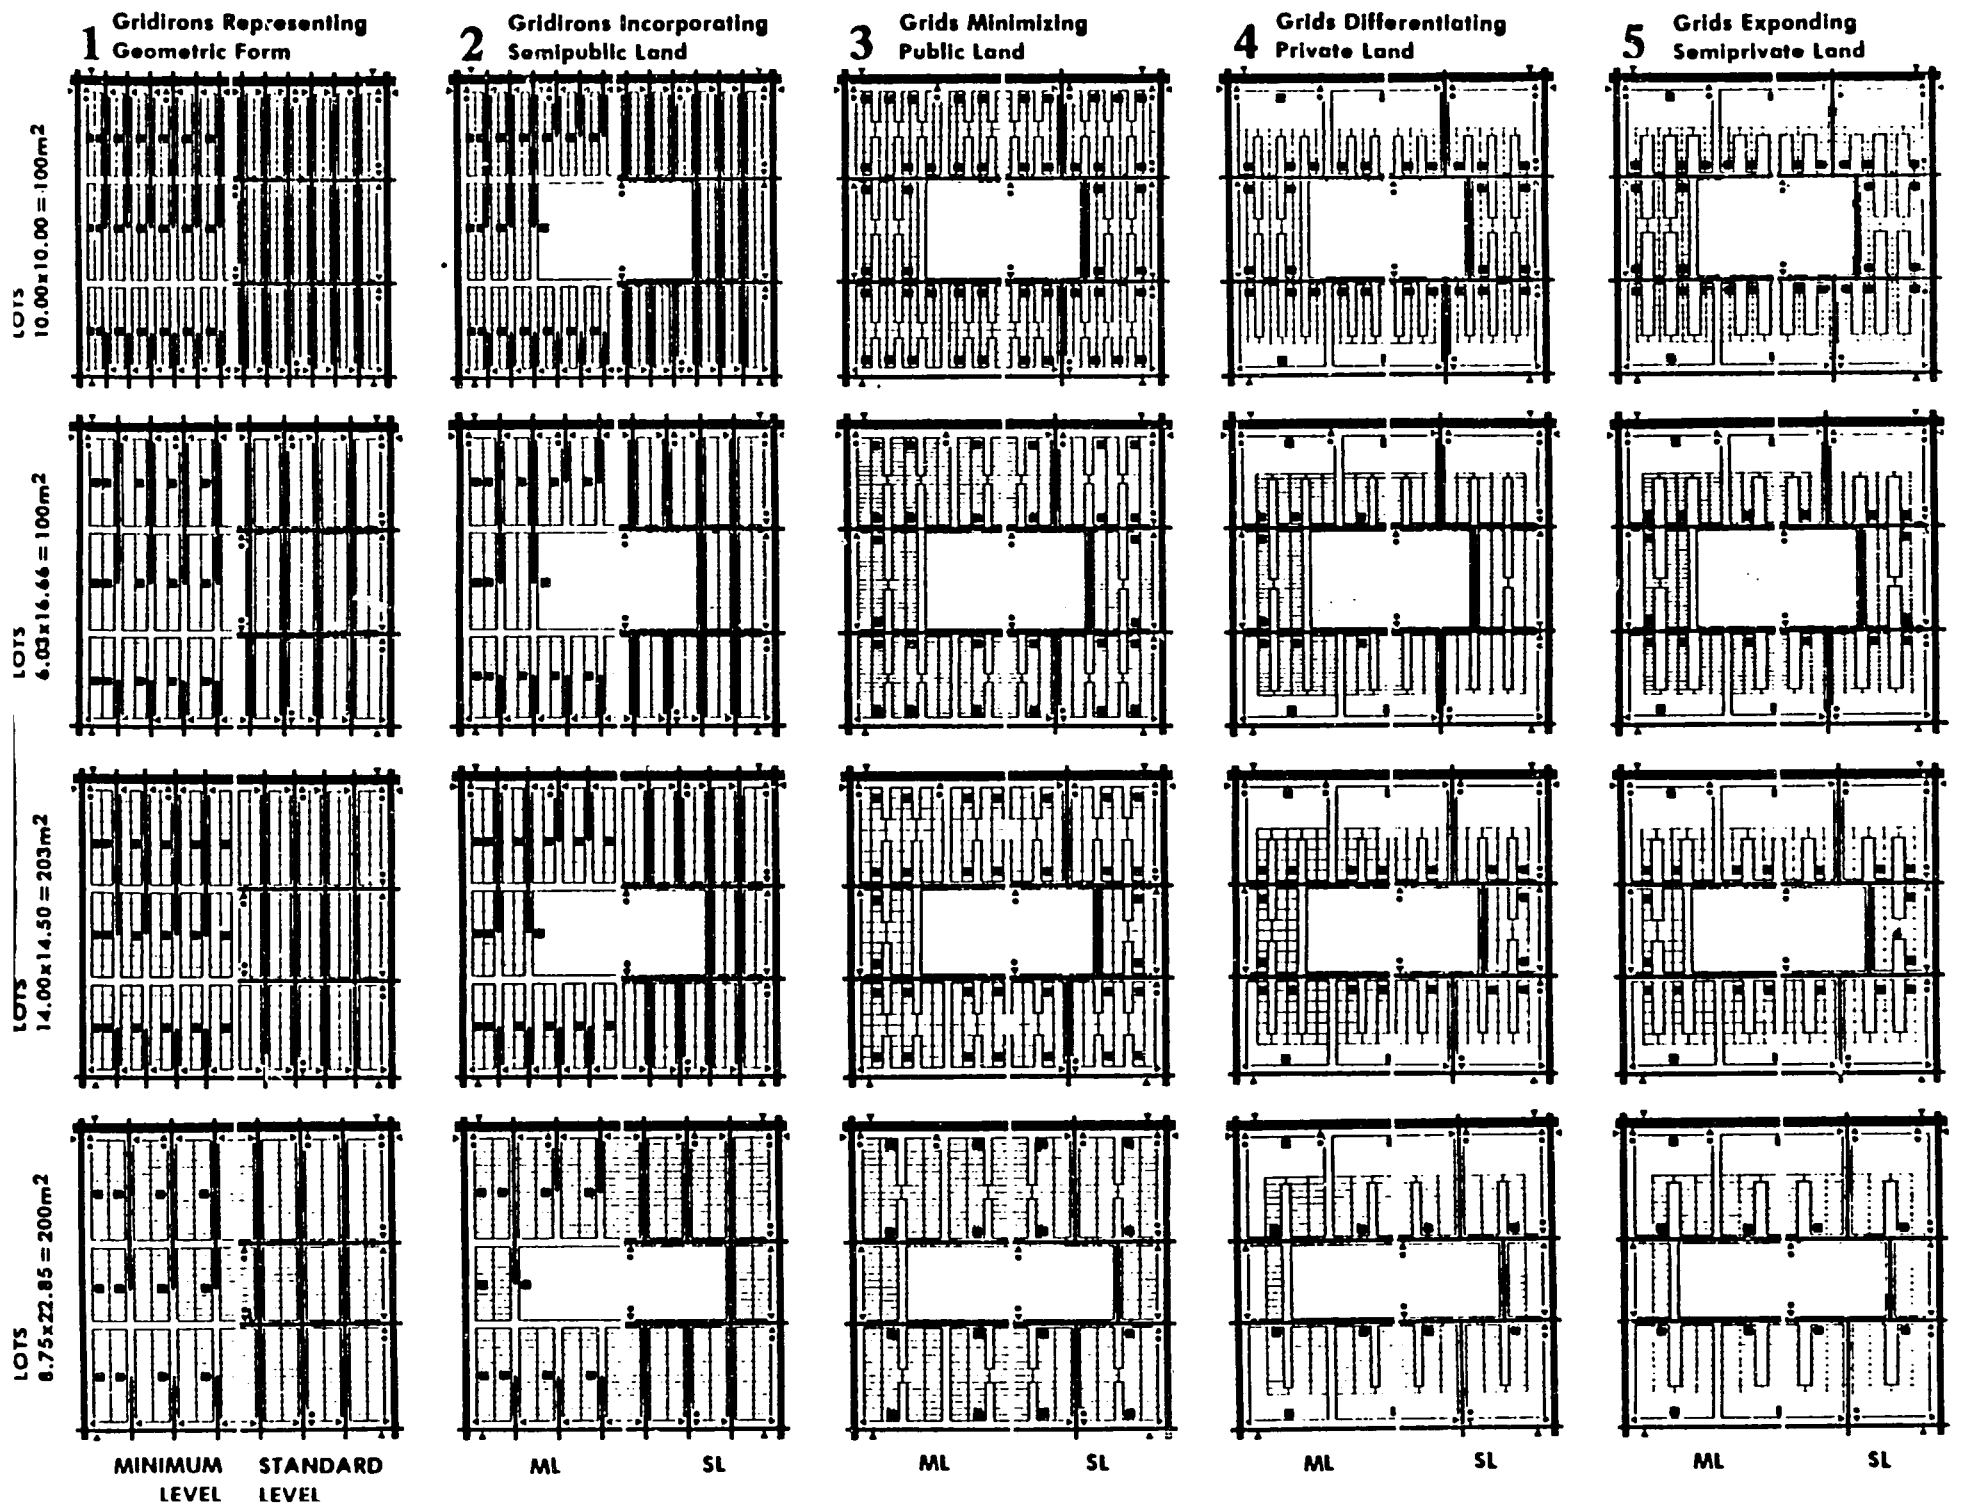 1 Gridirons Representing
Geometric Form
2 Gridirons Incorporating
Semipublic Land
3 Grids Minimizing
Public Land
4 Grids Differentiating
Private Land
5 Grids Exponding
Semiprivate Land
LOTS
10.00x10.00=100m2
LOTS
6.03x16.66=100m2
LOTS
14.00x14.50=203m2
LOTS
8.75x22.85=200m2
MINIMUM
LEVEL
STANDARD
LEVEL
ML SL
ML SL
ML SL
ML SL